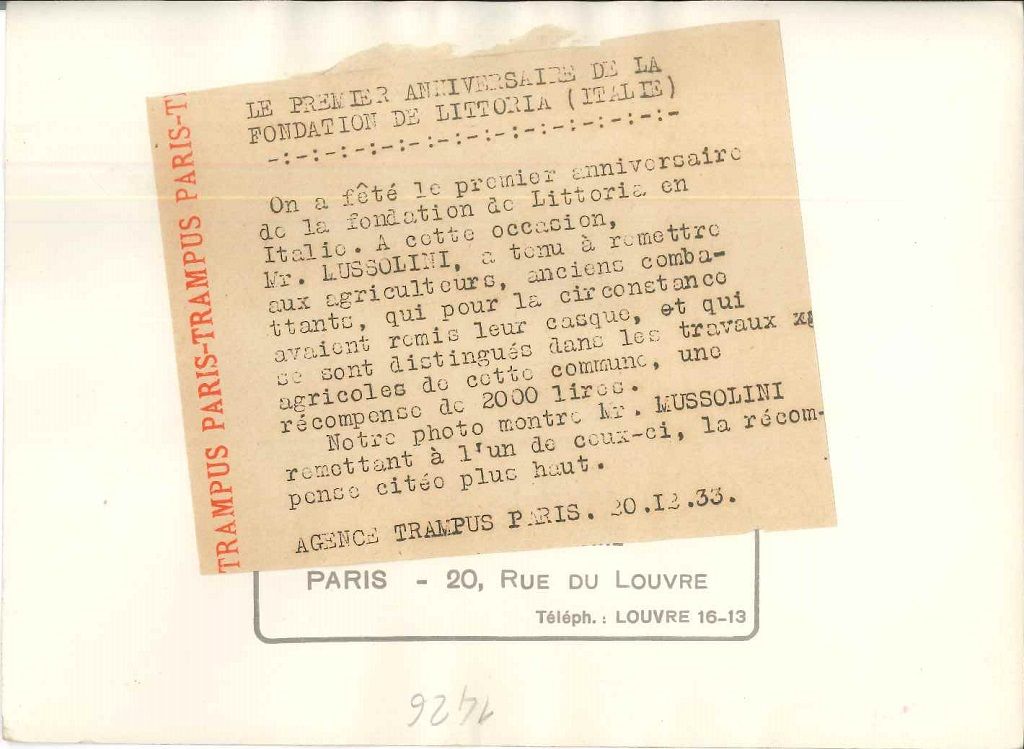 LE PREMIER ANNIVERSAIRE DE LA
FONDATION DE LITTORIA (ITALIE)
-:-:-:-:-:-:-:-:-:-:-:-:-:-:-
On a fêté le premier anniversaire
de la fondation de Littoria en
Italie. A cette occasion,
Mr. MUSSOLINI, a tenu à remettre
aux agriculteurs, anciens comba-
ttants, qui pour la circonstance
avaient remis leur casque, et qui
se sont distingués dans les travaux
agricoles de cette commune, une
récompense de 2000 lires.
Notre photo montre Mr. MUSSOLINI
remettant à l'un de ceux-ci, la récom-
pense citée plus haut.
AGENCE TRAMPUS PARIS. 20.12.33.
TRAMPUS PARIS-TRAMPUS PARIS-T
PARIS - 20, RUE DU LOUVRE
Téléph. : LOUVRE 16-13
1426